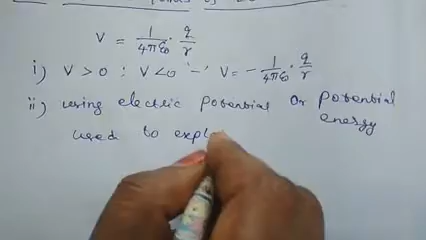 V = 1/4πε₀ · q/r
i) V > 0 ; V < 0 '–' V = - 1/4πε₀ · q/r
ii) using electric potential or potential
energy
used to expl